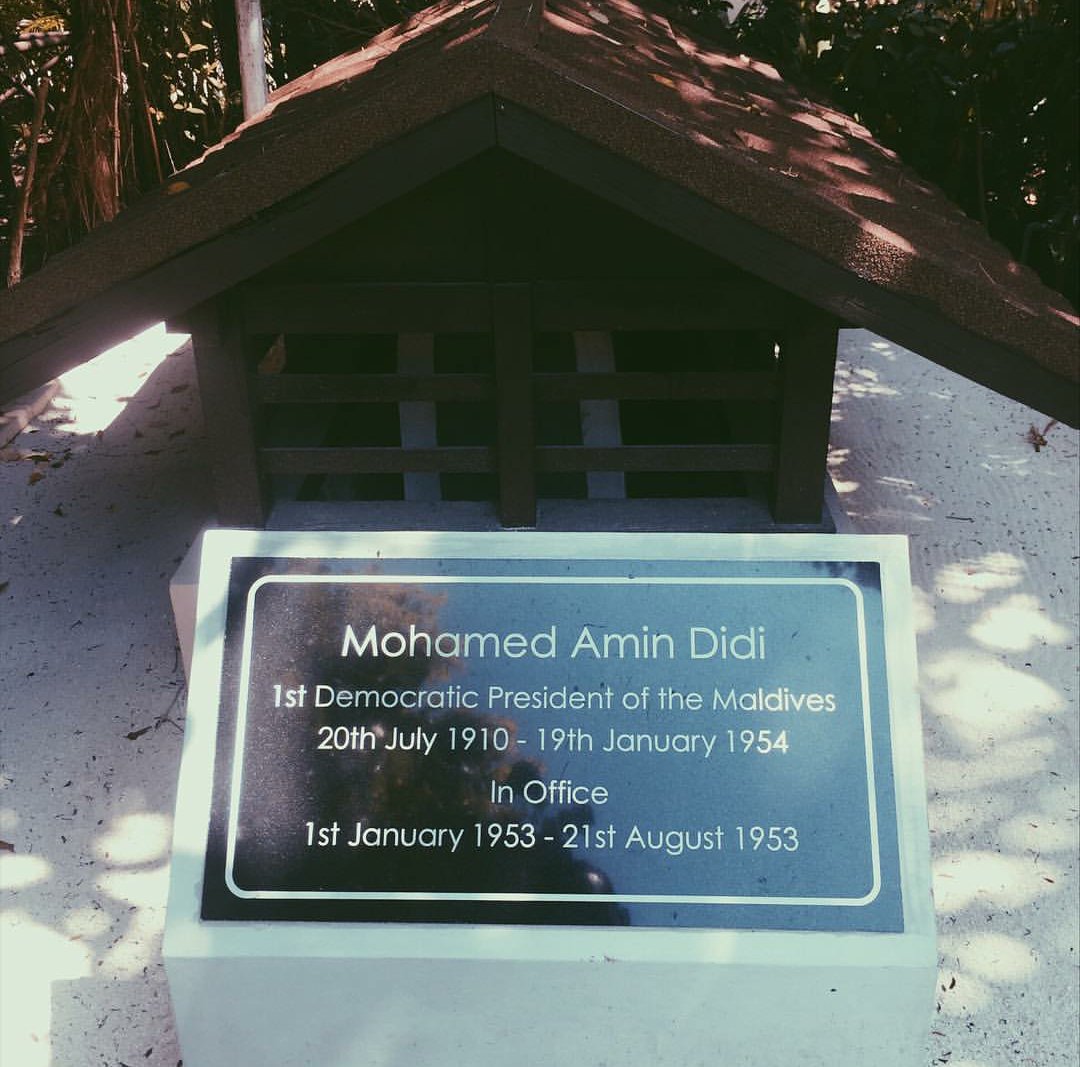 Mohamed Amin Didi
1st Democratic President of the Maldives
20th July 1910 - 19th January 1954
In Office
1st January 1953 - 21st August 1953